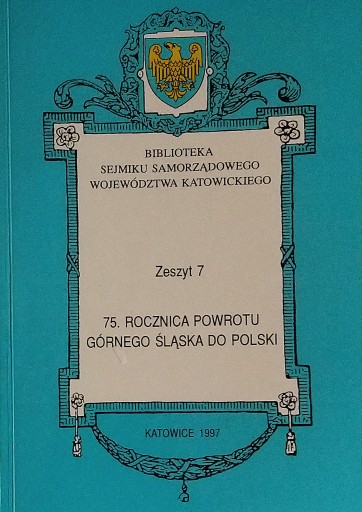 BIBLIOTEKA
SEJMIKU SAMORZĄDOWEGO
WOJEWÓDZTWA KATOWICKIEGO
Zeszyt 7
75. ROCZNICA POWROTU
GÓRNEGO ŚLĄSKA DO POLSKI
KATOWICE 1997